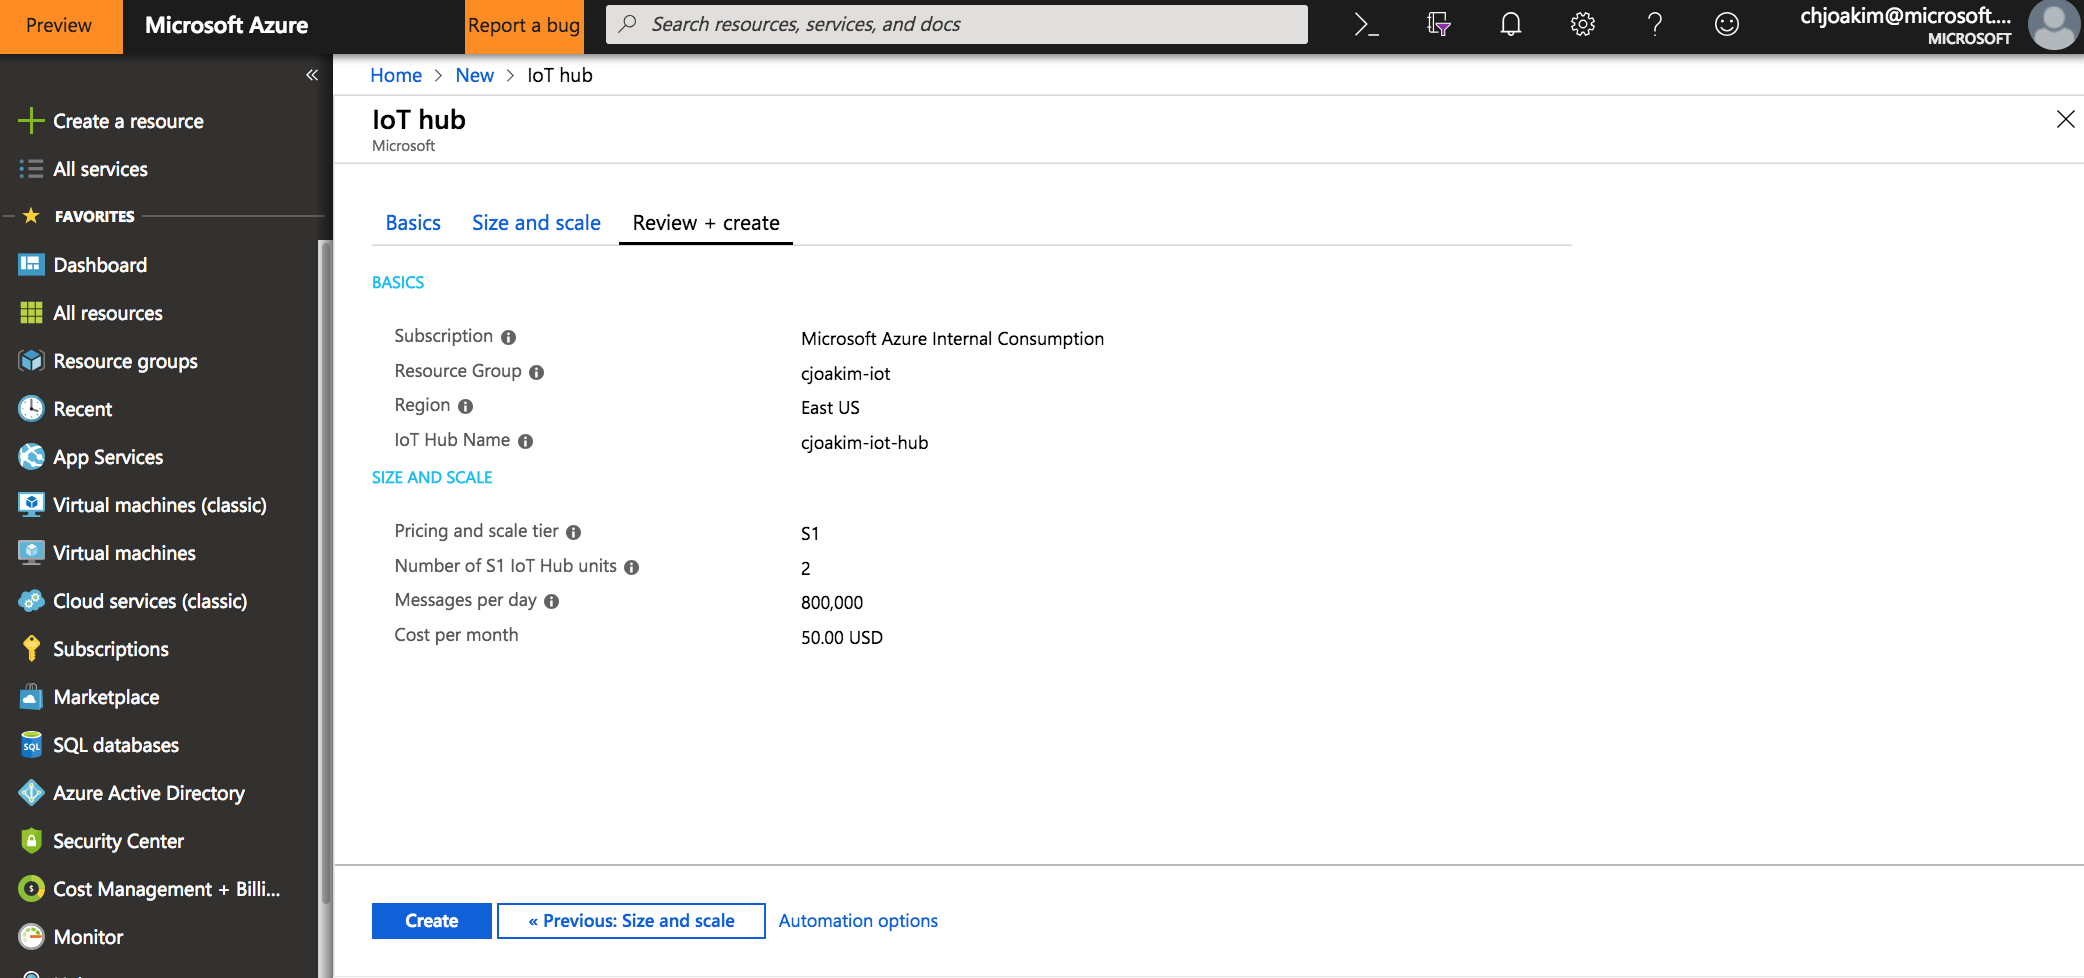 Preview
Microsoft Azure
Report a bug
Search resources, services, and docs
chjoakim@microsoft....
MICROSOFT
«
Create a resource
All services
FAVORITES
Dashboard
All resources
Resource groups
Recent
App Services
Virtual machines (classic)
Virtual machines
Cloud services (classic)
Subscriptions
Marketplace
SQL
SQL databases
Azure Active Directory
Security Center
Cost Management + Billi...
Monitor
Home > New > IoT hub
IoT hub
Microsoft
Basics Size and scale Review + create
BASICS
Subscription Microsoft Azure Internal Consumption
Resource Group cjoakim-iot
Region East US
IoT Hub Name cjoakim-iot-hub
SIZE AND SCALE
Pricing and scale tier S1
Number of S1 IoT Hub units 2
Messages per day 800,000
Cost per month 50.00 USD
Create « Previous: Size and scale Automation options